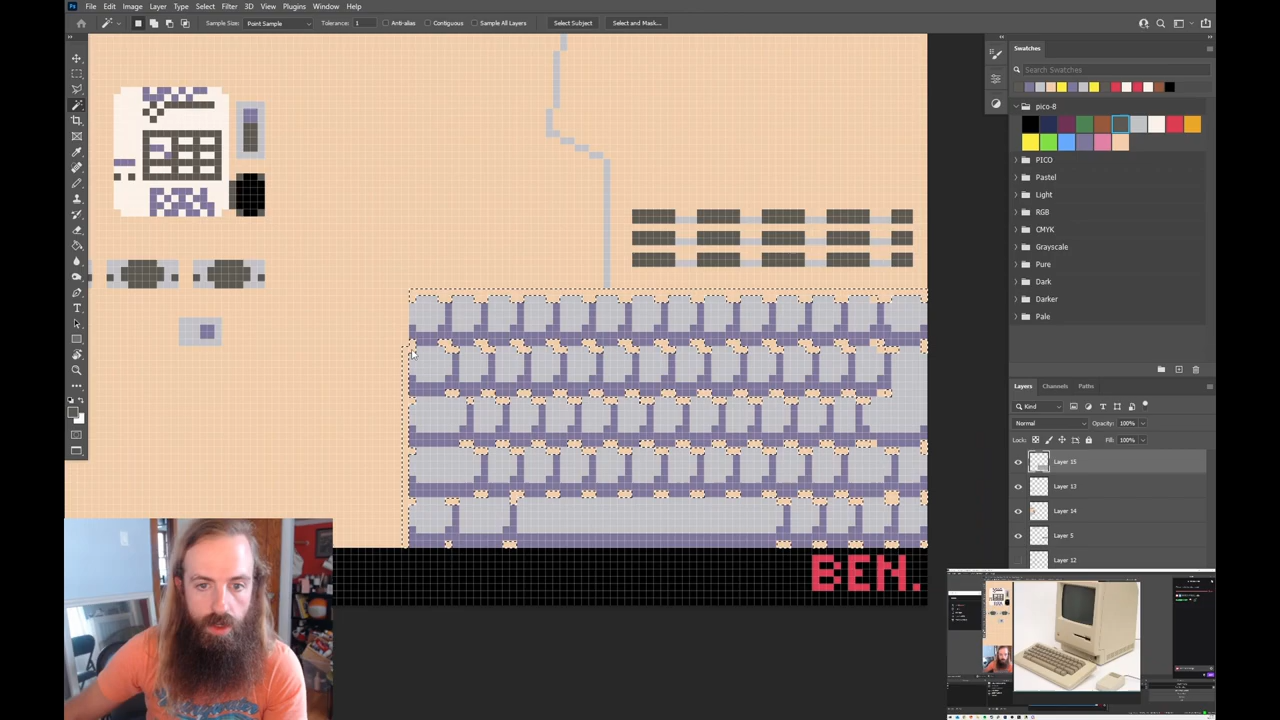 Ps File Edit Image Layer Type Select Filter 3D View Plugins Window Help
Sample Size: Point Sample Tolerance: 1 Anti-alias Contiguous Sample All Layers Select Subject Select and Mask...
Swatches
Search Swatches
pico-8
PICO
Pastel
Light
RGB
CMYK
Grayscale
Pure
Dark
Darker
Pale
Layers Channels Paths
Kind
Normal Opacity: 100%
Lock: Fill: 100%
Layer 15
Layer 13
Layer 14
Layer 5
Layer 12
BEN.